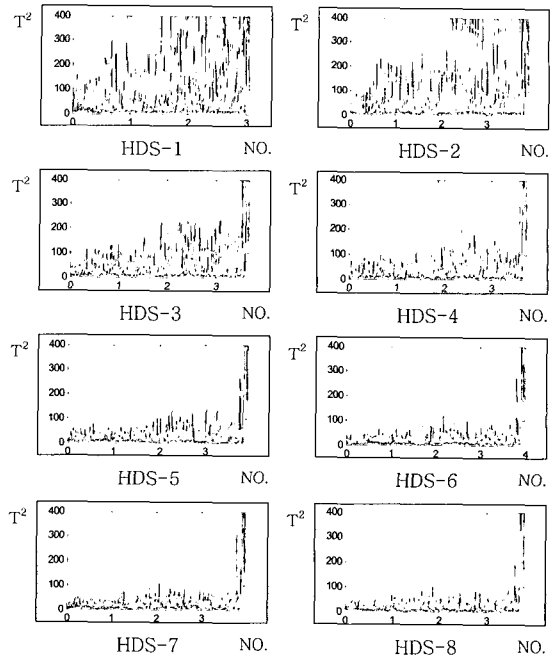 T² 400 300 200 100 0 0 1 2 3 HDS-1 NO.
T² 400 300 200 100 0 0 1 2 3 HDS-2 NO.
T² 400 300 200 100 0 0 1 2 3 HDS-3 NO.
T² 400 300 200 100 0 0 1 2 3 HDS-4 NO.
T² 400 300 200 100 0 0 1 2 3 HDS-5 NO.
T² 400 300 200 100 0 0 1 2 3 4 HDS-6 NO.
T² 400 300 200 100 0 0 1 2 3 HDS-7 NO.
T² 400 300 200 100 0 0 1 2 3 HDS-8 NO.